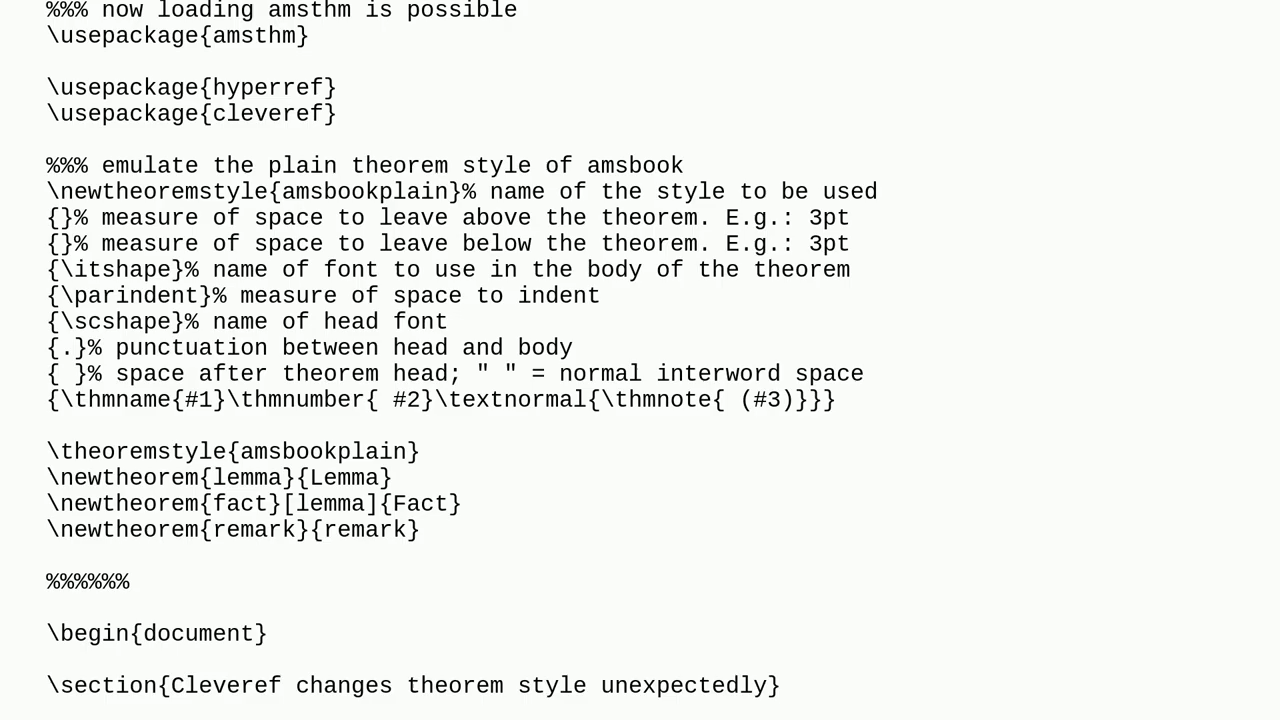 %%% now loading amsthm is possible
\usepackage{amsthm}
\usepackage{hyperref}
\usepackage{cleveref}
%%% emulate the plain theorem style of amsbook
\newtheoremstyle{amsbookplain}% name of the style to be used
{}% measure of space to leave above the theorem. E.g.: 3pt
{}% measure of space to leave below the theorem. E.g.: 3pt
{\itshape}% name of font to use in the body of the theorem
{\parindent}% measure of space to indent
{\scshape}% name of head font
{.}% punctuation between head and body
{ }% space after theorem head; " " = normal interword space
{\thmname{#1}\thmnumber{ #2}\textnormal{\thmnote{ (#3)}}}
\theoremstyle{amsbookplain}
\newtheorem{lemma}{Lemma}
\newtheorem{fact}[lemma]{Fact}
\newtheorem{remark}{remark}
%%%%%%
\begin{document}
\section{Cleveref changes theorem style unexpectedly}